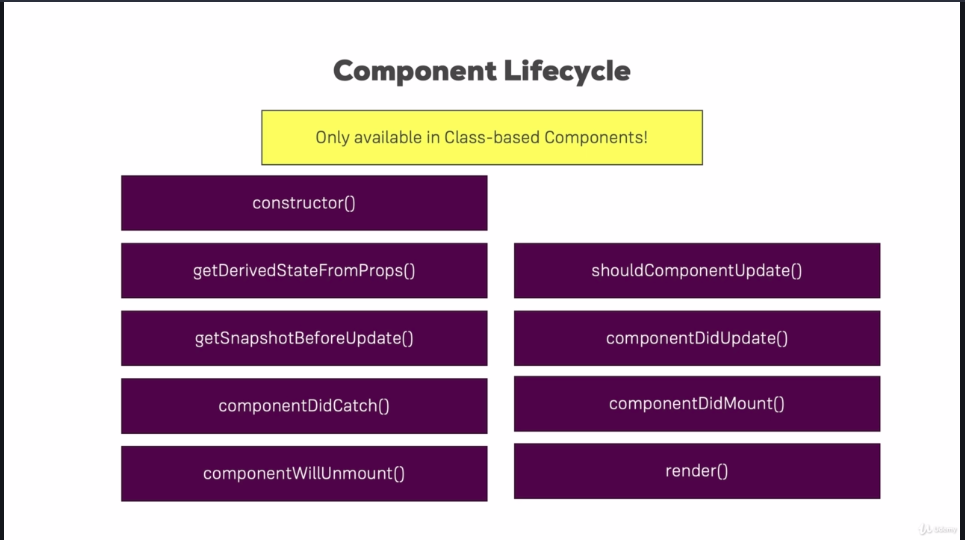 Component Lifecycle
Only available in Class-based Components!
constructor()
getDerivedStateFromProps()
shouldComponentUpdate()
getSnapshotBeforeUpdate()
componentDidUpdate()
componentDidCatch()
componentDidMount()
componentWillUnmount()
render()
Udemy